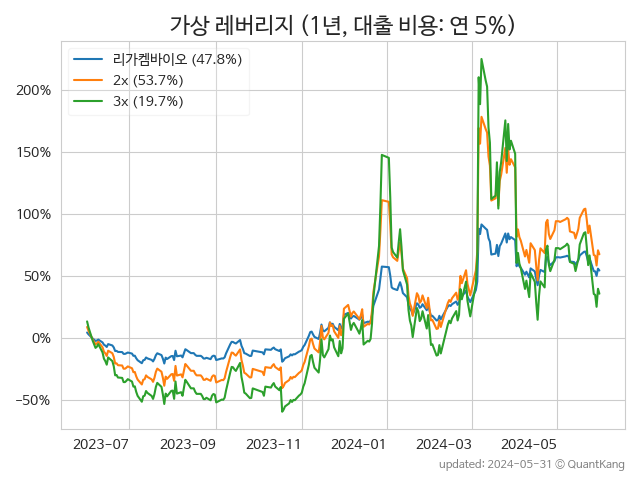 가상 레버리지 (1년, 대출 비용: 연 5%)
리가켐바이오 (47.8%)
2x (53.7%)
3x (19.7%)
200%
150%
100%
50%
0%
−50%
2023-07 2023-09 2023-11 2024-01 2024-03 2024-05
updated: 2024-05-31 © QuantKang